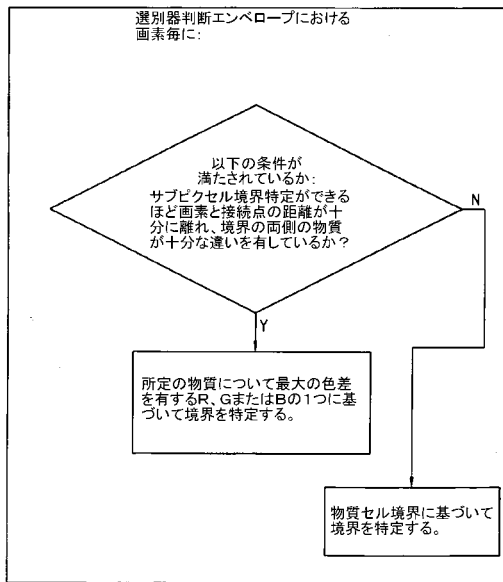 選別器判断エンベロープにおける
画素毎に：
以下の条件が
満たされているか：
サブピクセル境界特定ができる
ほど画素と接続点の距離が十
分に離れ、境界の両側の物質
が十分な違いを有しているか？
N
Y
所定の物質について最大の色差
を有するR、GまたはBの1つに基
づいて境界を特定する。
物質セル境界に基づいて
境界を特定する。